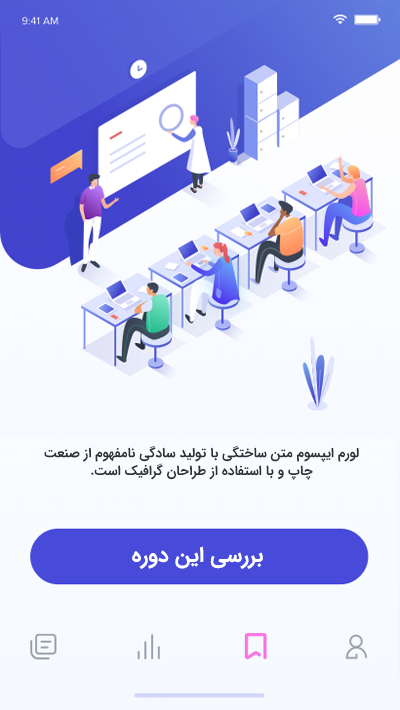 9:41 AM
لورم ایپسوم متن ساختگی با تولید سادگی نامفهوم از صنعت
چاپ و با استفاده از طراحان گرافیک است.
بررسی این دوره